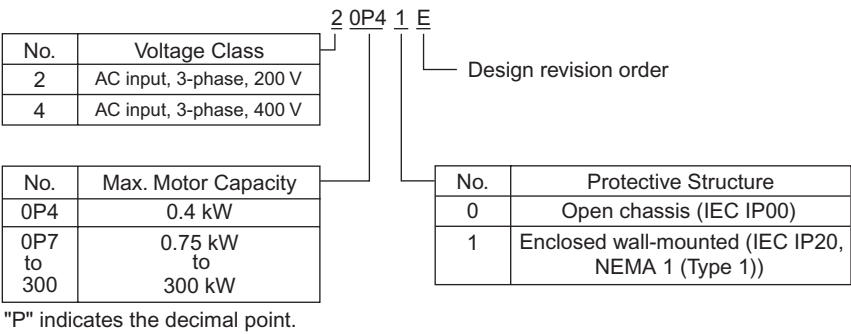 2 0P4 1 E
No. Voltage Class
2 AC input, 3-phase, 200 V
4 AC input, 3-phase, 400 V
Design revision order
No. Max. Motor Capacity
0P4 0.4 kW
0P7 0.75 kW
to to
300 300 kW
No. Protective Structure
0 Open chassis (IEC IP00)
1 Enclosed wall-mounted (IEC IP20,
NEMA 1 (Type 1))
"P" indicates the decimal point.